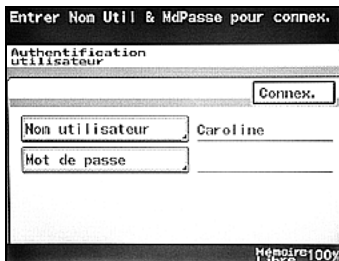 Entrer Nom Util & MdPasse pour connex.
Authentification
utilisateur
Connex.
Nom utilisateur Caroline
Mot de passe
Mémoire 100%
Libre